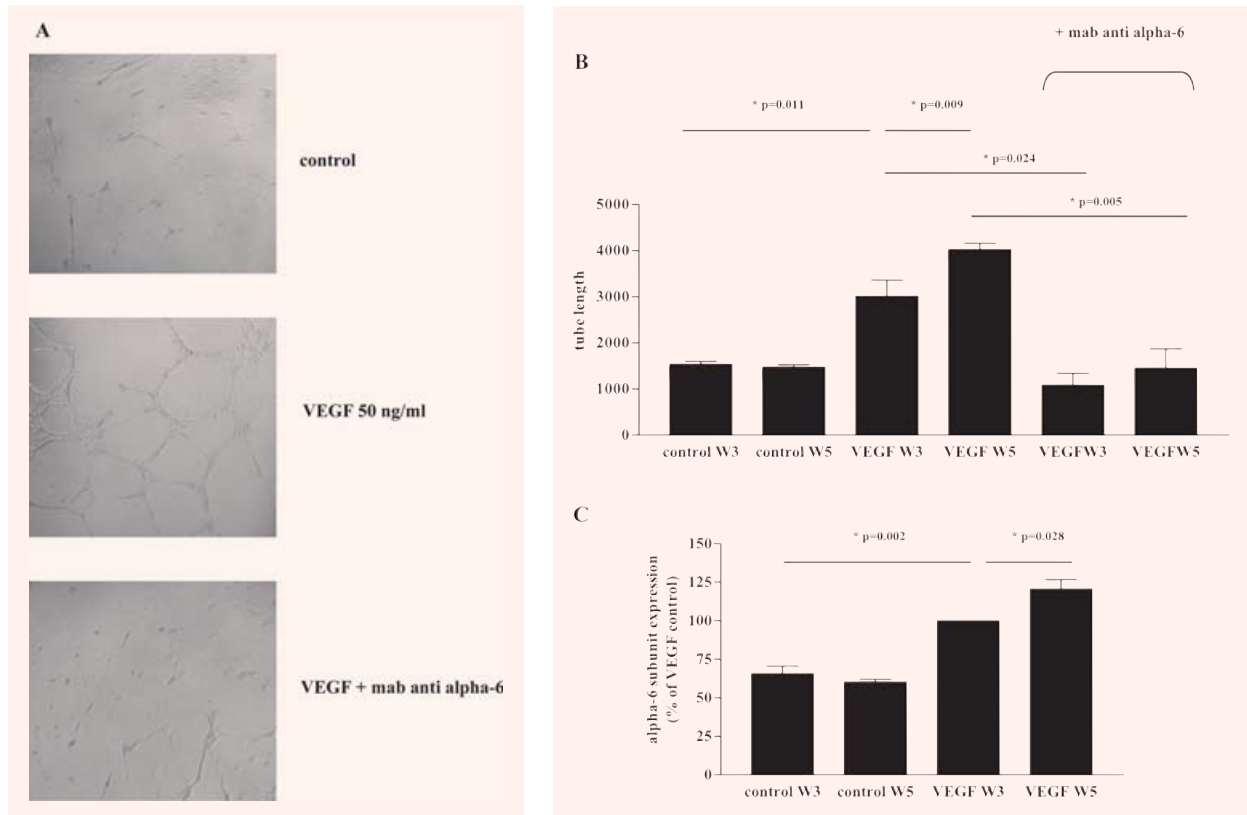 A
control
VEGF 50 ng/ml
VEGF + mab anti alpha-6
B
+ mab anti alpha-6
* p=0.011
* p=0.009
* p=0.024
* p=0.005
tube length
5000
4000
3000
2000
1000
0
control W3 control W5 VEGF W3 VEGF W5 VEGFW3 VEGFW5
C
* p=0.002
* p=0.028
alpha-6 subunit expression
(% of VEGF control)
150
125
100
75
50
25
0
control W3 control W5 VEGF W3 VEGF W5